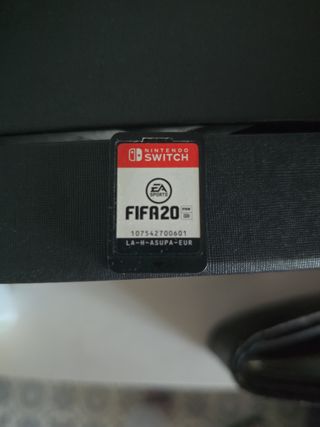 NINTENDO
SWITCH
EA
SPORTS
FIFA20
107542700601
LA-H-ASUPA-EUR